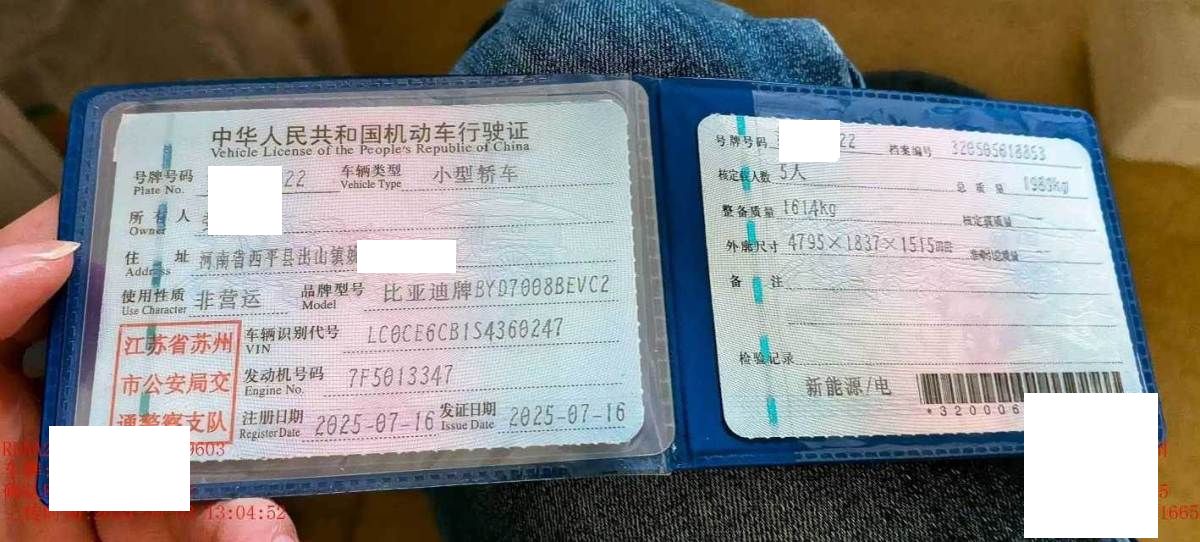 中华人民共和国机动车行驶证
Vehicle License of the People's Republic of China
号牌号码 22 车辆类型 小型轿车
Plate No. Vehicle Type
所有人
Owner
住址 河南省西平县出山镇
Address
使用性质 非营运 品牌型号 比亚迪牌BYD7008BEVC2
Use Character Model
江苏省苏州
市公安局交
通警察支队
车辆识别代号 LC0CE6CB1S4360247
VIN
发动机号码 7F5013347
Engine No.
注册日期 2025-07-16 发证日期 2025-07-16
Register Date Issue Date
号牌号码 22 档案编号 320505618853
核定载人数 5人 总质量 1989kg
整备质量 1614kg 核定载质量
外廓尺寸 4795×1837×1515mm 准牵引总质量
备注
检验记录
新能源/电
*320006
9603
13:04:52
1665